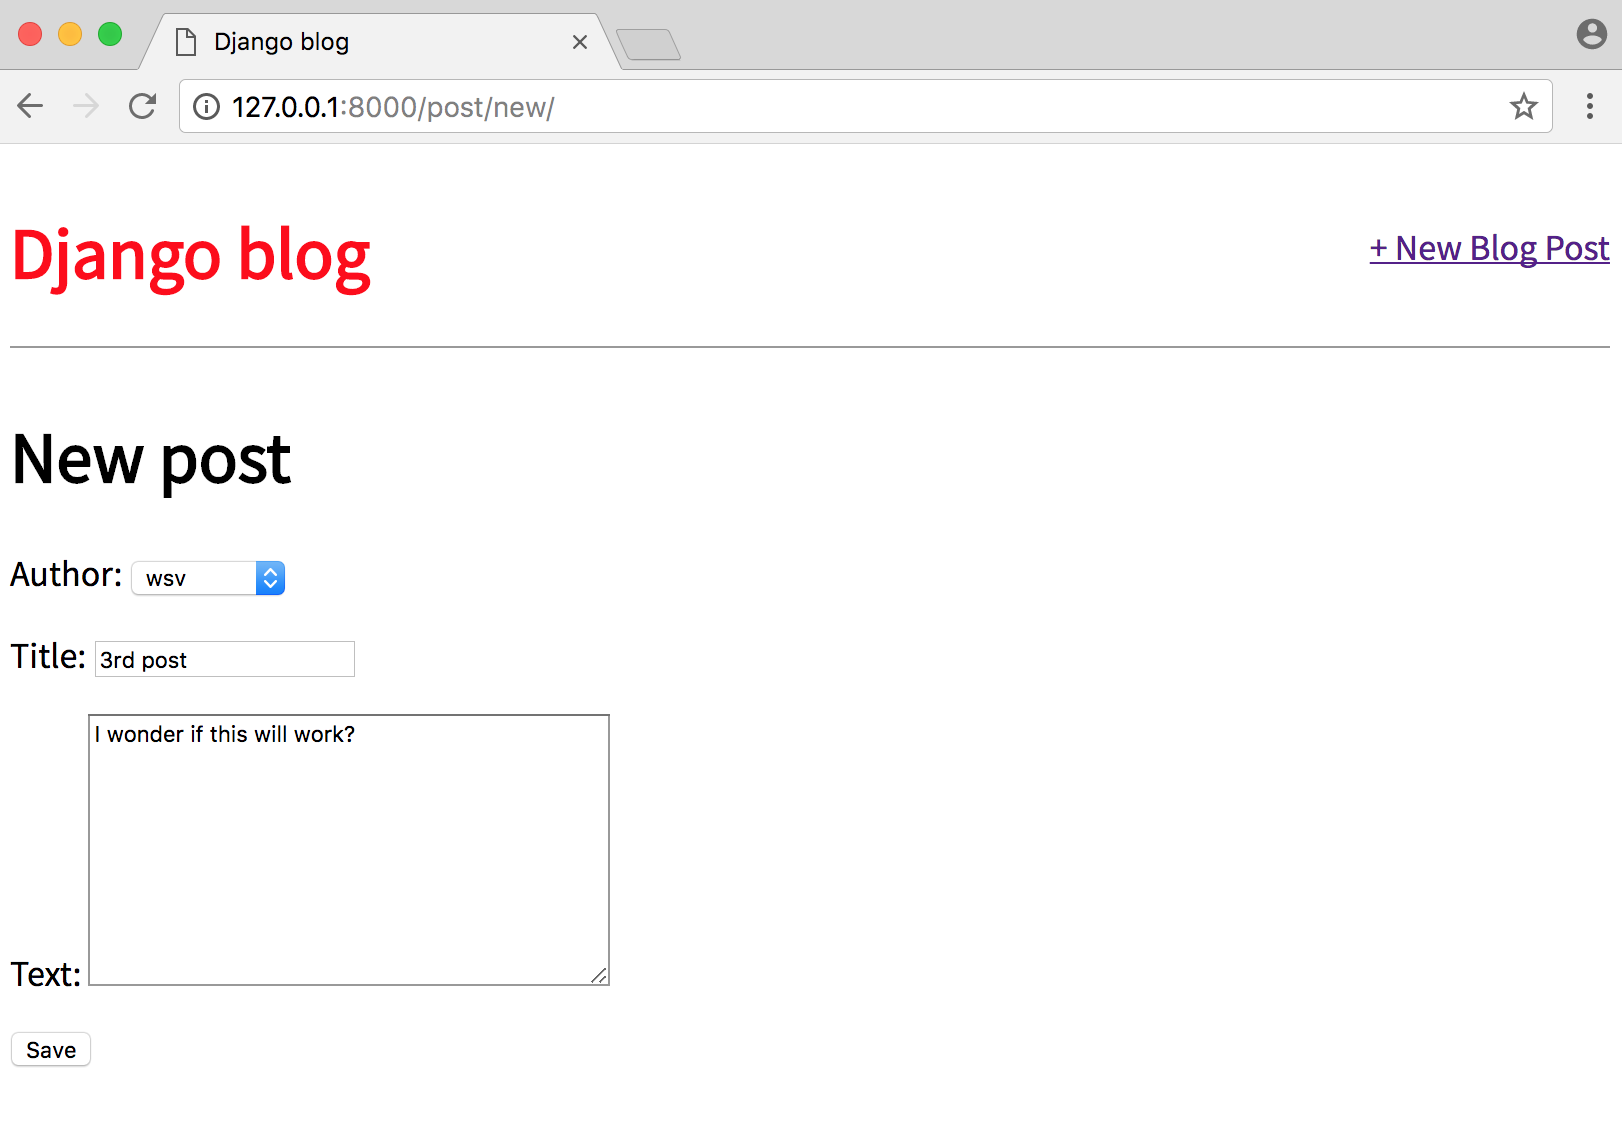 Django blog
127.0.0.1:8000/post/new/
Django blog
+ New Blog Post
New post
Author: wsv
Title: 3rd post
I wonder if this will work?
Text:
Save